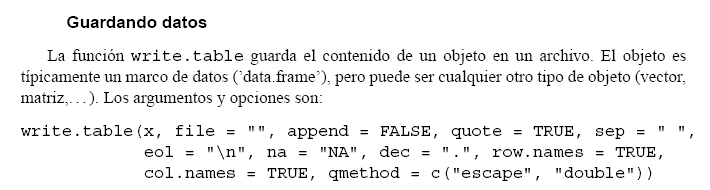 Guardando datos
La función write.table guarda el contenido de un objeto en un archivo. El objeto es
típicamente un marco de datos ('data.frame'), pero puede ser cualquier otro tipo de objeto (vector,
matriz,...). Los argumentos y opciones son:
write.table(x, file = "", append = FALSE, quote = TRUE, sep = " ",
eol = "\n", na = "NA", dec = ".", row.names = TRUE,
col.names = TRUE, qmethod = c("escape", "double"))